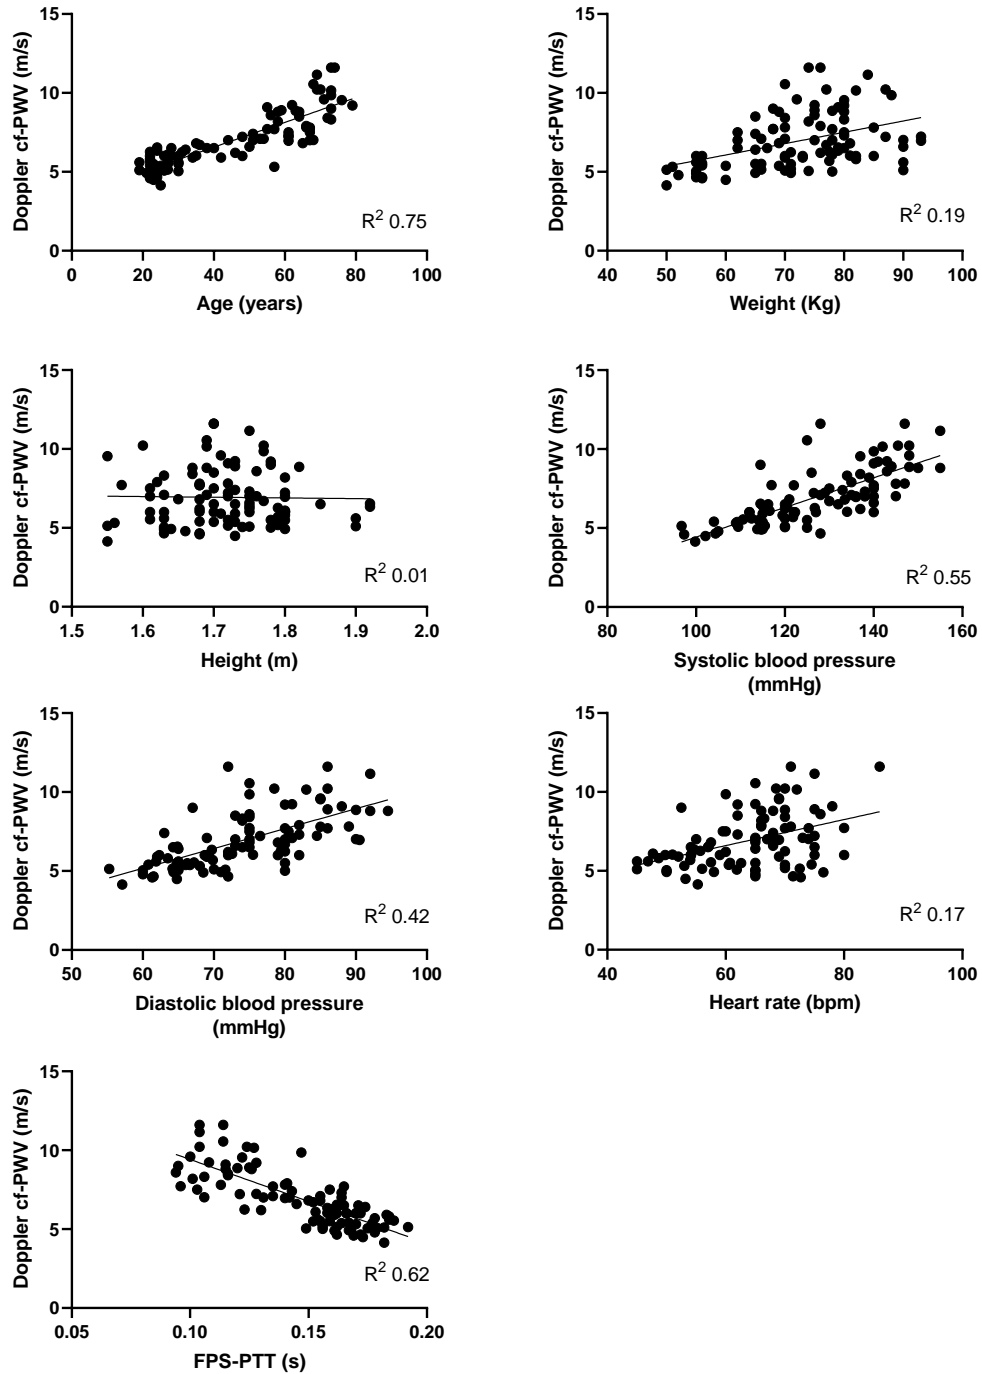 Doppler cf-PWV (m/s)
15
10
5
0
R² 0.75
0 20 40 60 80 100
Age (years)
Doppler cf-PWV (m/s)
15
10
5
0
R² 0.19
40 50 60 70 80 90 100
Weight (Kg)
Doppler cf-PWV (m/s)
15
10
5
0
R² 0.01
1.5 1.6 1.7 1.8 1.9 2.0
Height (m)
Doppler cf-PWV (m/s)
15
10
5
0
R² 0.55
80 100 120 140 160
Systolic blood pressure
(mmHg)
Doppler cf-PWV (m/s)
15
10
5
0
R² 0.42
50 60 70 80 90 100
Diastolic blood pressure
(mmHg)
Doppler cf-PWV (m/s)
15
10
5
0
R² 0.17
40 60 80 100
Heart rate (bpm)
Doppler cf-PWV (m/s)
15
10
5
0
R² 0.62
0.05 0.10 0.15 0.20
FPS-PTT (s)